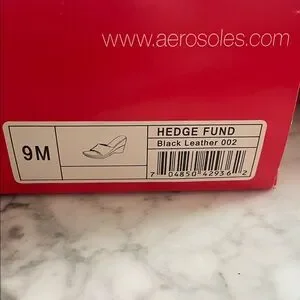 www.aerosoles.com
9M
HEDGE FUND
Black Leather 002
7 04850 42936 2